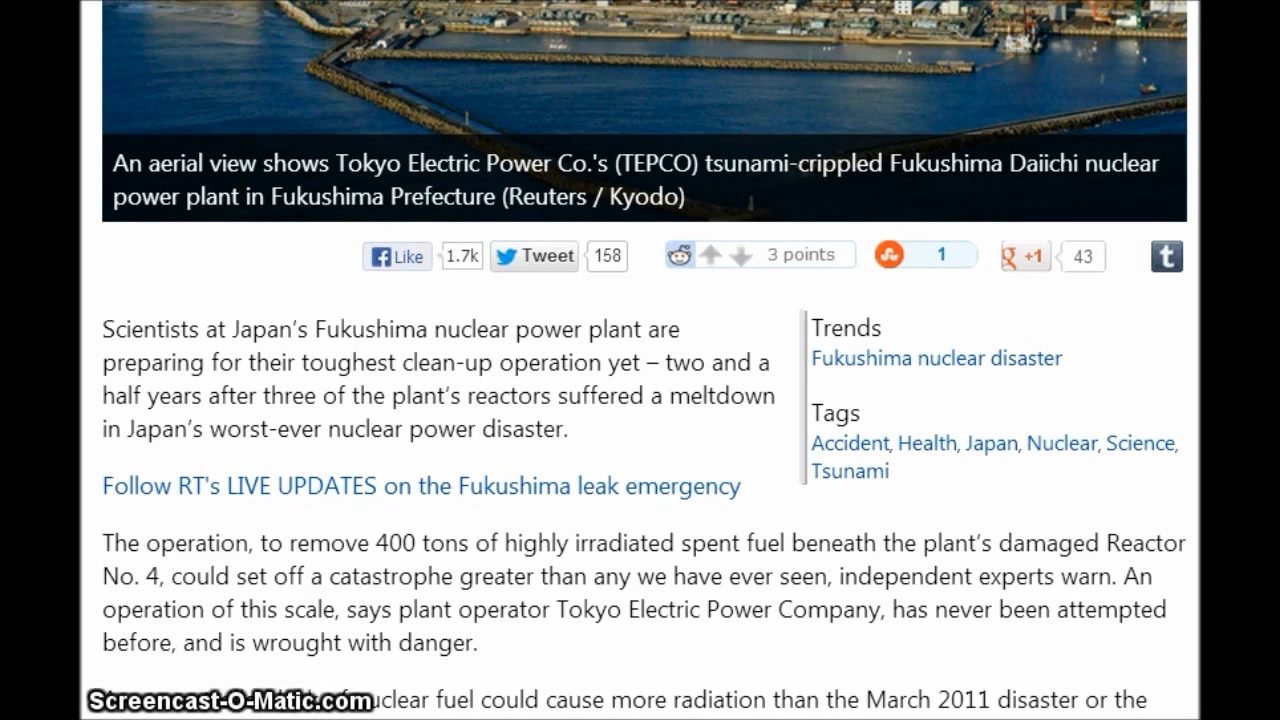 An aerial view shows Tokyo Electric Power Co.'s (TEPCO) tsunami-crippled Fukushima Daiichi nuclear
power plant in Fukushima Prefecture (Reuters / Kyodo)
Like 1.7k Tweet 158 3 points 1 +1 43 t
Scientists at Japan’s Fukushima nuclear power plant are
preparing for their toughest clean-up operation yet – two and a
half years after three of the plant’s reactors suffered a meltdown
in Japan’s worst-ever nuclear power disaster.
Trends
Fukushima nuclear disaster
Tags
Accident, Health, Japan, Nuclear, Science,
Tsunami
Follow RT's LIVE UPDATES on the Fukushima leak emergency
The operation, to remove 400 tons of highly irradiated spent fuel beneath the plant’s damaged Reactor
No. 4, could set off a catastrophe greater than any we have ever seen, independent experts warn. An
operation of this scale, says plant operator Tokyo Electric Power Company, has never been attempted
before, and is wrought with danger.
nuclear fuel could cause more radiation than the March 2011 disaster or the
Screencast-O-Matic.com